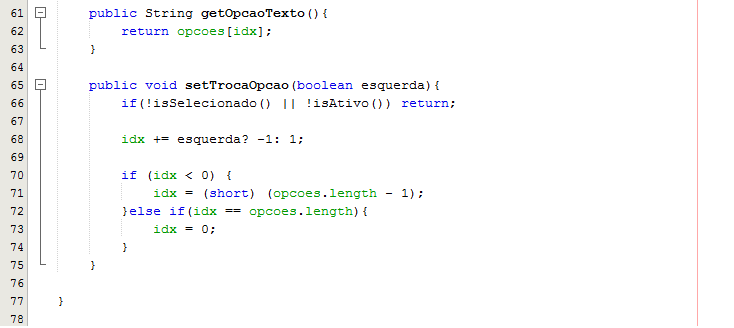 61 public String getOpcaoTexto(){
62 return opcoes[idx];
63 }
64
65 public void setTrocaOpcao(boolean esquerda){
66 if(!isSelecionado() || !isAtivo()) return;
67
68 idx += esquerda? -1: 1;
69
70 if (idx < 0) {
71 idx = (short) (opcoes.length - 1);
72 }else if(idx == opcoes.length){
73 idx = 0;
74 }
75 }
76
77 }
78